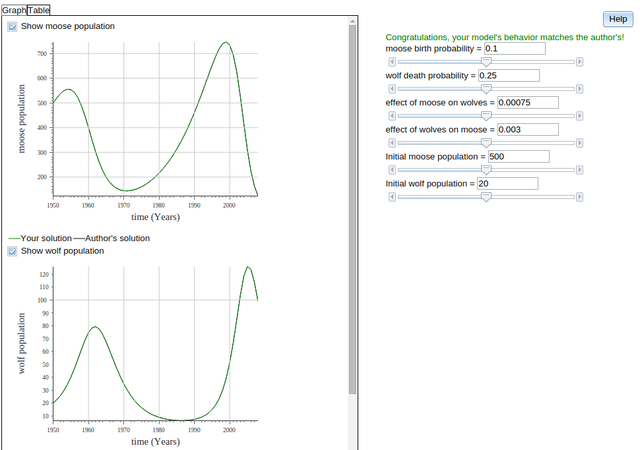 Graph Table
Help
Show moose population
Congratulations, your model's behavior matches the author's!
moose birth probability = 0.1
wolf death probability = 0.25
effect of moose on wolves = 0.00075
effect of wolves on moose = 0.003
Initial moose population = 500
Initial wolf population = 20
moose population
700
600
500
400
300
200
1950 1960 1970 1980 1990 2000
time (Years)
Your solution Author's solution
Show wolf population
wolf population
120
110
100
90
80
70
60
50
40
30
20
10
1950 1960 1970 1980 1990 2000
time (Years)